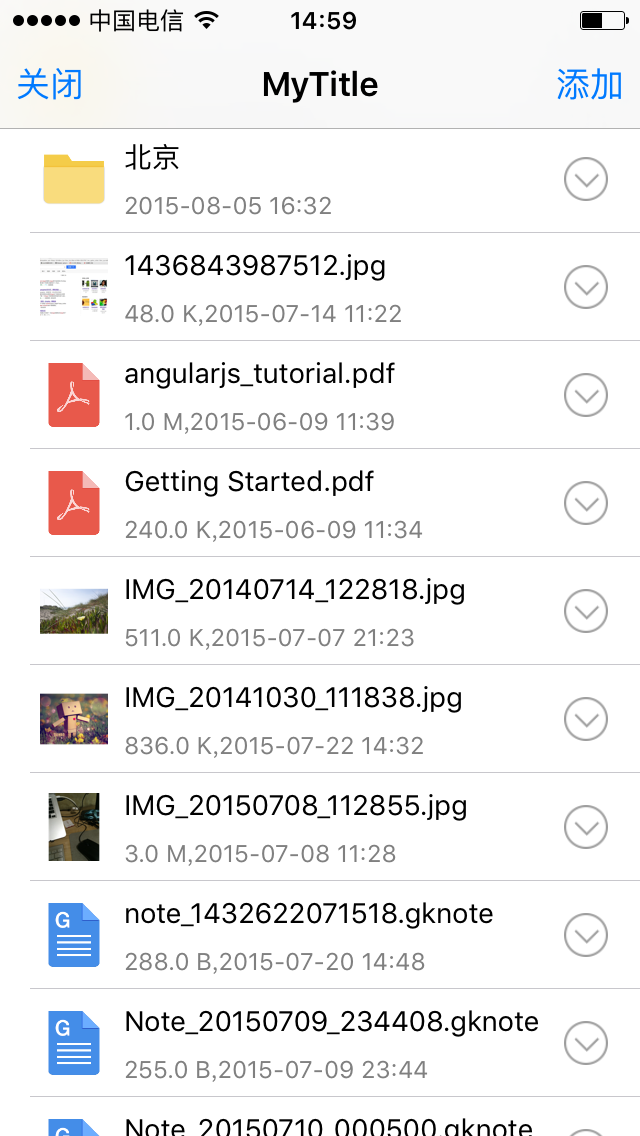 中国电信 14:59
关闭 MyTitle 添加
北京
2015-08-05 16:32
1436843987512.jpg
48.0 K,2015-07-14 11:22
angularjs_tutorial.pdf
1.0 M,2015-06-09 11:39
Getting Started.pdf
240.0 K,2015-06-09 11:34
IMG_20140714_122818.jpg
511.0 K,2015-07-07 21:23
IMG_20141030_111838.jpg
836.0 K,2015-07-22 14:32
IMG_20150708_112855.jpg
3.0 M,2015-07-08 11:28
G
note_1432622071518.gknote
288.0 B,2015-07-20 14:48
G
Note_20150709_234408.gknote
255.0 B,2015-07-09 23:44
G
Note_20150710_000500.gknote